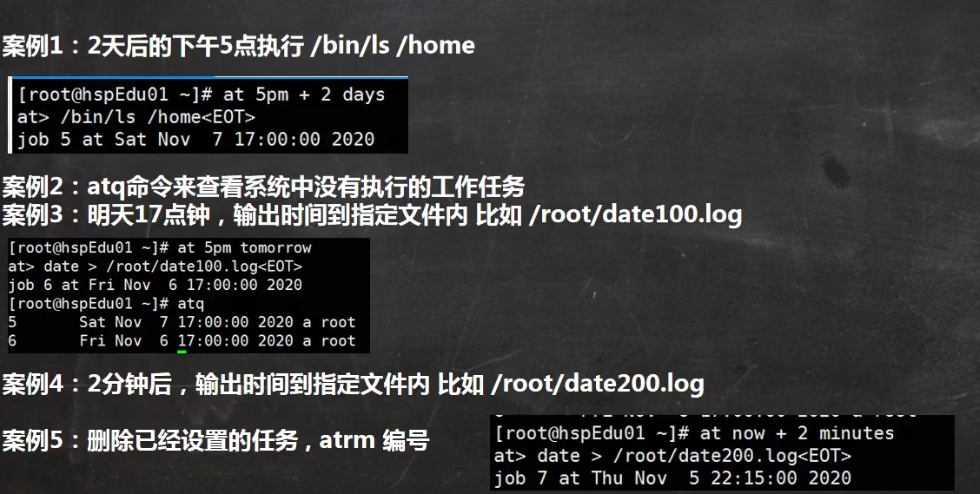 案例1：2天后的下午5点执行 /bin/ls /home
[root@hspEdu01 ~]# at 5pm + 2 days
at> /bin/ls /home<EOT>
job 5 at Sat Nov  7 17:00:00 2020
案例2：atq命令来查看系统中没有执行的工作任务
案例3：明天17点钟，输出时间到指定文件内 比如 /root/date100.log
[root@hspEdu01 ~]# at 5pm tomorrow
at> date > /root/date100.log<EOT>
job 6 at Fri Nov  6 17:00:00 2020
[root@hspEdu01 ~]# atq
5       Sat Nov  7 17:00:00 2020 a root
6       Fri Nov  6 17:00:00 2020 a root
案例4：2分钟后，输出时间到指定文件内 比如 /root/date200.log
案例5：删除已经设置的任务 , atrm 编号
[root@hspEdu01 ~]# at now + 2 minutes
at> date > /root/date200.log<EOT>
job 7 at Thu Nov  5 22:15:00 2020